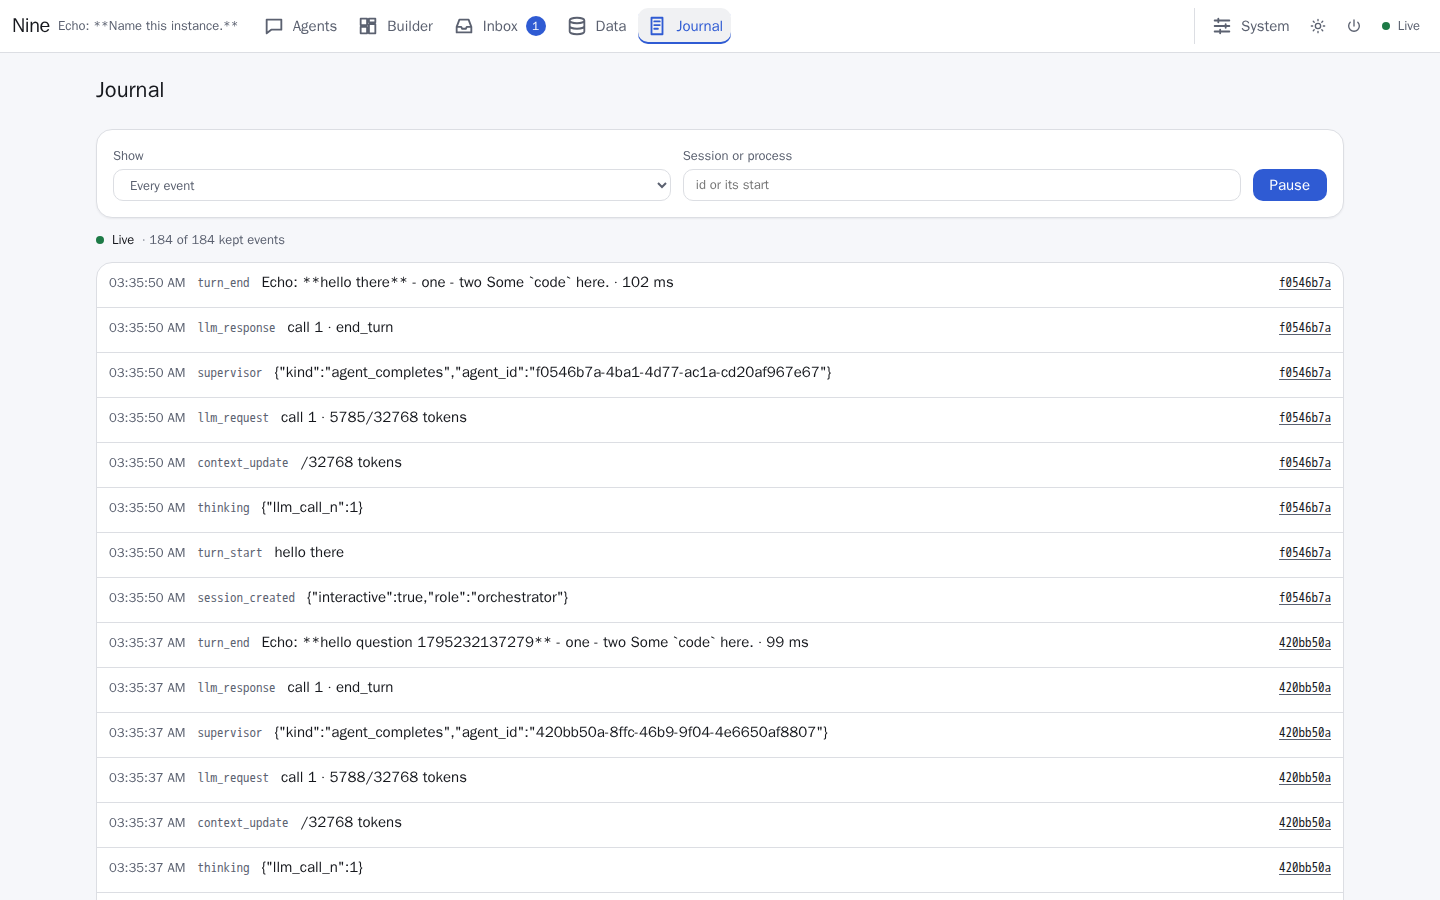 Nine Echo: **Name this instance.** Agents Builder Inbox 1 Data Journal System Live
Journal
Show Session or process
Every event id or its start Pause
Live · 184 of 184 kept events
03:35:50 AM turn_end Echo: **hello there** - one - two Some `code` here. · 102 ms f0546b7a
03:35:50 AM llm_response call 1 · end_turn f0546b7a
03:35:50 AM supervisor {"kind":"agent_completes","agent_id":"f0546b7a-4ba1-4d77-ac1a-cd20af967e67"} f0546b7a
03:35:50 AM llm_request call 1 · 5785/32768 tokens f0546b7a
03:35:50 AM context_update /32768 tokens f0546b7a
03:35:50 AM thinking {"llm_call_n":1} f0546b7a
03:35:50 AM turn_start hello there f0546b7a
03:35:50 AM session_created {"interactive":true,"role":"orchestrator"} f0546b7a
03:35:37 AM turn_end Echo: **hello question 1795232137279** - one - two Some `code` here. · 99 ms 420bb50a
03:35:37 AM llm_response call 1 · end_turn 420bb50a
03:35:37 AM supervisor {"kind":"agent_completes","agent_id":"420bb50a-8ffc-46b9-9f04-4e6650af8807"} 420bb50a
03:35:37 AM llm_request call 1 · 5788/32768 tokens 420bb50a
03:35:37 AM context_update /32768 tokens 420bb50a
03:35:37 AM thinking {"llm_call_n":1} 420bb50a